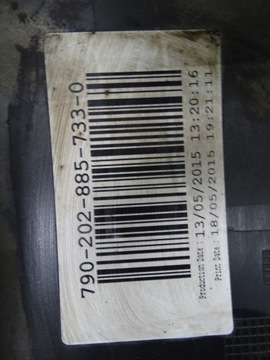 790-202-885-733-0
Production Date : 13/05/2015 13:20:16
Print Date : 18/05/2015 19:21:11